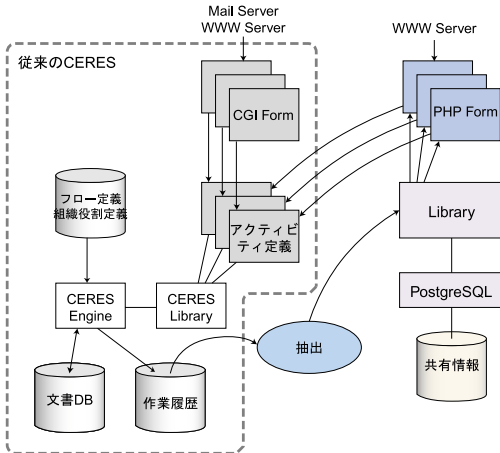 Mail Server
WWW Server
WWW Server
従来のCERES
CGI Form
PHP Form
フロー定義
組織役割定義
アクティビ
ティ定義
Library
CERES
Engine
CERES
Library
PostgreSQL
抽出
共有情報
文書DB
作業履歴